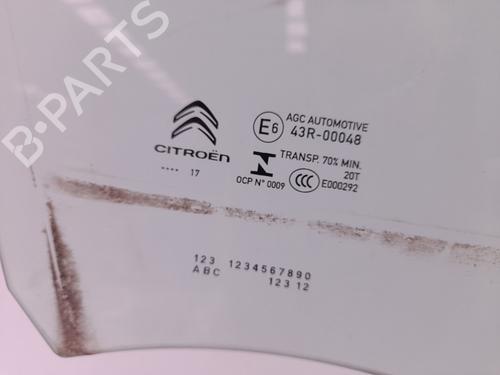 B-PARTS
CITROËN
.... 17
E6
AGC AUTOMOTIVE
43R-00048
TRANSP. 70% MIN.
20T
OCP N° 0009
CCC
E000292
123 1234567890
ABC 123 12